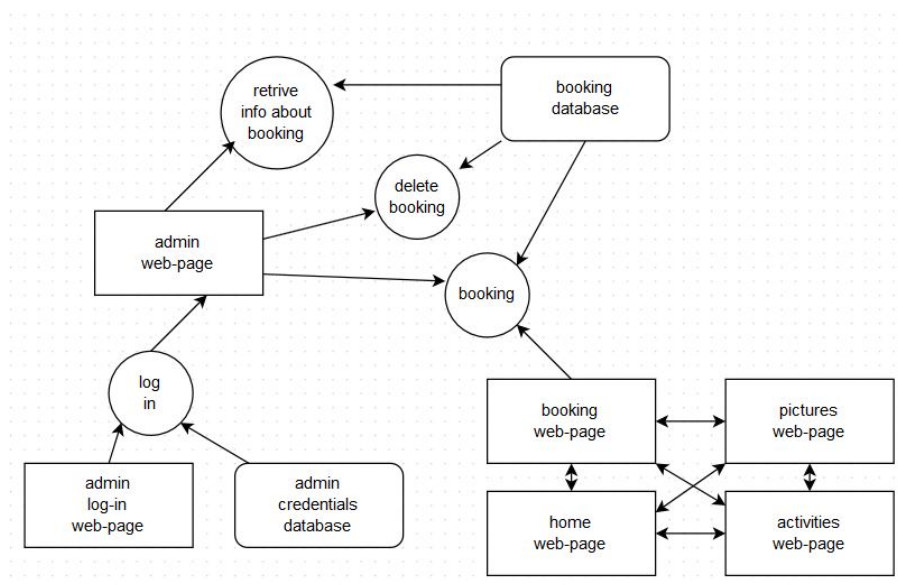 retrive
info about
booking
booking
database
delete
booking
admin
web-page
booking
log
in
booking
web-page
pictures
web-page
admin
log-in
web-page
admin
credentials
database
home
web-page
activities
web-page